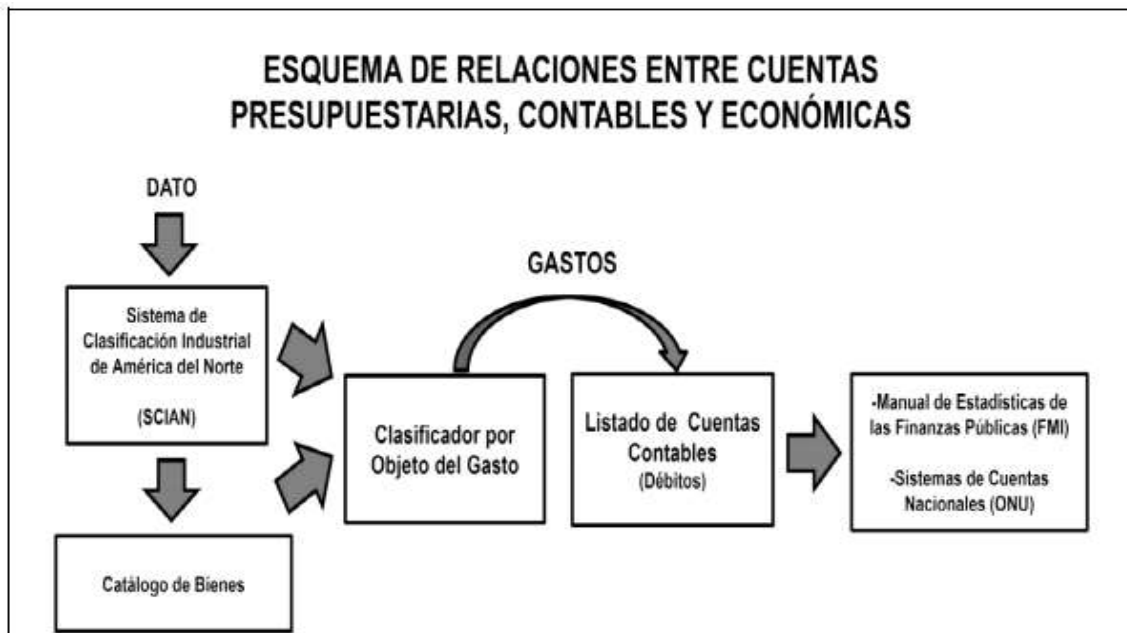 ESQUEMA DE RELACIONES ENTRE CUENTAS
PRESUPUESTARIAS, CONTABLES Y ECONÓMICAS
DATO
Sistema de
Clasificación Industrial
de América del Norte
(SCIAN)
Catálogo de Bienes
GASTOS
Clasificador por
Objeto del Gasto
Listado de Cuentas
Contables
(Débitos)
-Manual de Estadísticas de
las Finanzas Públicas (FMI)
-Sistemas de Cuentas
Nacionales (ONU)